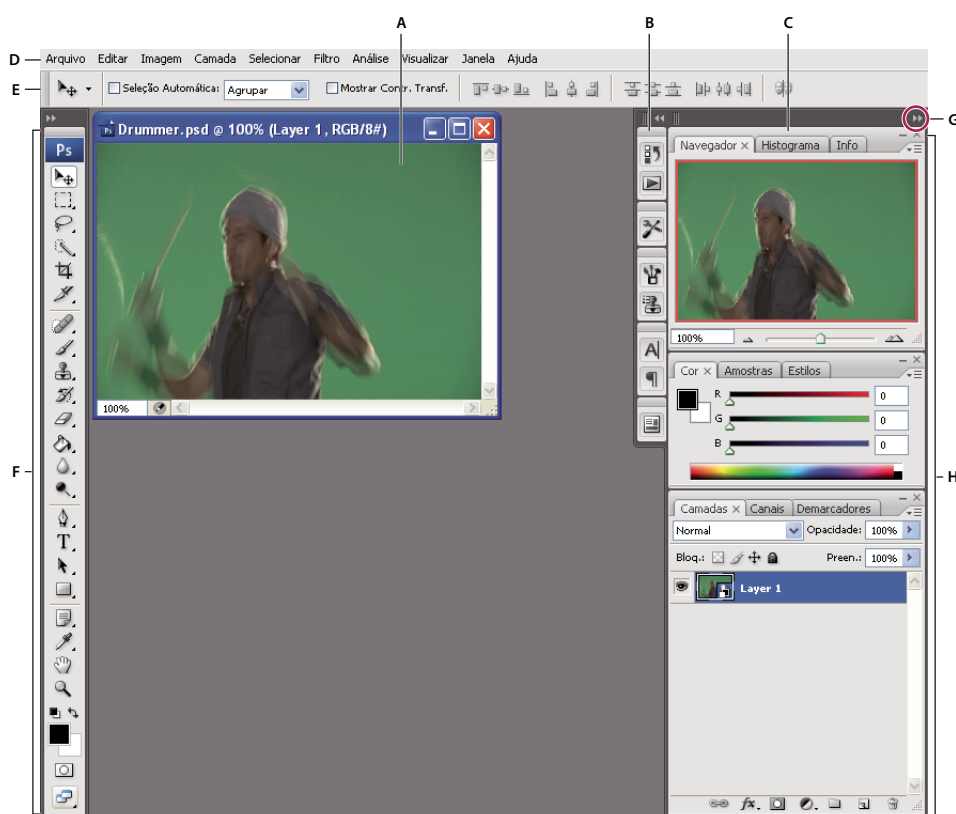 A B C
D Arquivo Editar Imagem Camada Selecionar Filtro Análise Visualizar Janela Ajuda
E Seleção Automática: Agrupar Mostrar Contr. Transf.
G
Drummer.psd @ 100% (Layer 1, RGB/8#)
Ps
Navegador Histograma Info
100%
Cor Amostras Estilos
R 0
G 0
B 0
100%
F
H
Camadas Canais Demarcadores
Normal Opacidade: 100%
Bloq.: Preen.: 100%
Layer 1
T
A
fx.